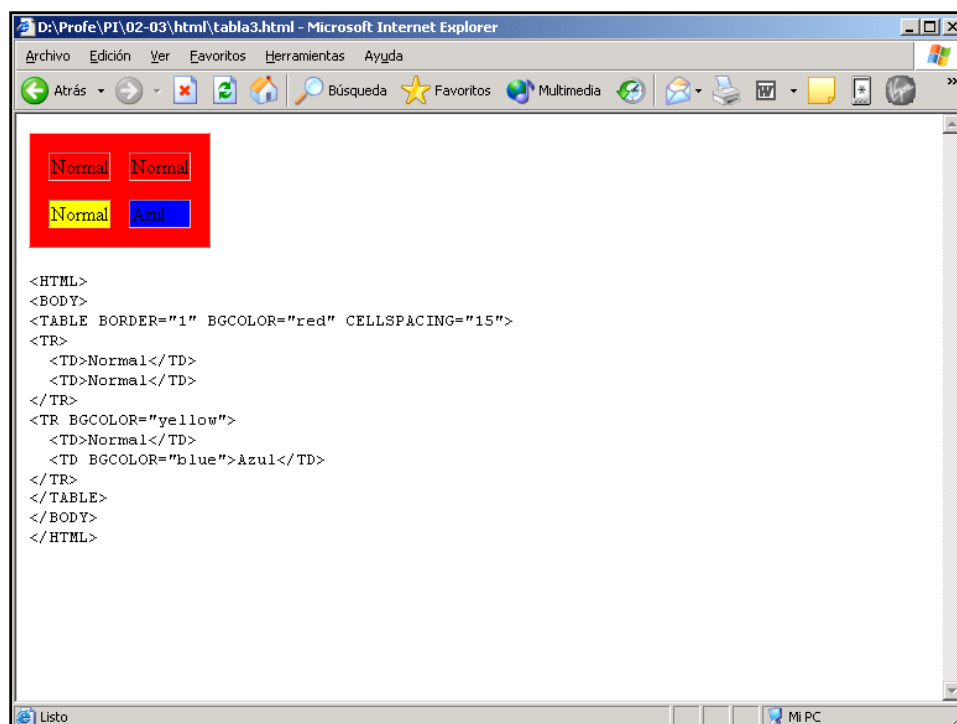 D:\Profe\PI\02-03\html\tabla3.html - Microsoft Internet Explorer
Archivo Edición Ver Favoritos Herramientas Ayuda
Atrás Búsqueda Favoritos Multimedia »
Normal Normal
Normal Azul
<HTML>
<BODY>
<TABLE BORDER="1" BGCOLOR="red" CELLSPACING="15">
<TR>
<TD>Normal</TD>
<TD>Normal</TD>
</TR>
<TR BGCOLOR="yellow">
<TD>Normal</TD>
<TD BGCOLOR="blue">Azul</TD>
</TR>
</TABLE>
</BODY>
</HTML>
Listo Mi PC